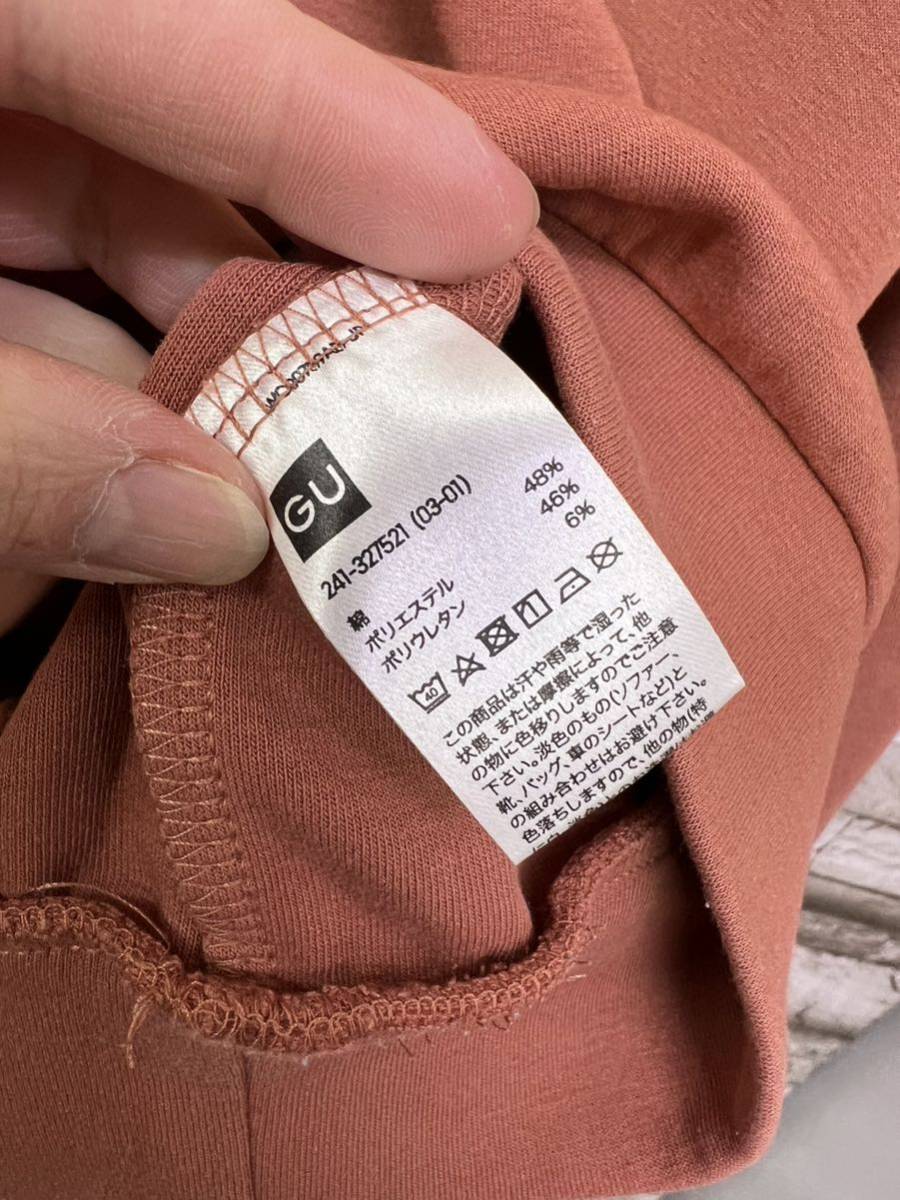 GU
241-327521 (03-01)
綿 48%
ポリエステル 46%
ポリウレタン 6%
40
この商品は汗や雨等で湿った
状態、または摩擦によって、他
の物に色移りしますのでご注意
下さい。淡色のもの(ソファー、
靴、バッグ、車のシートなど)と
の組み合わせはお避け下さい。
色落ちしますので、他の物(特